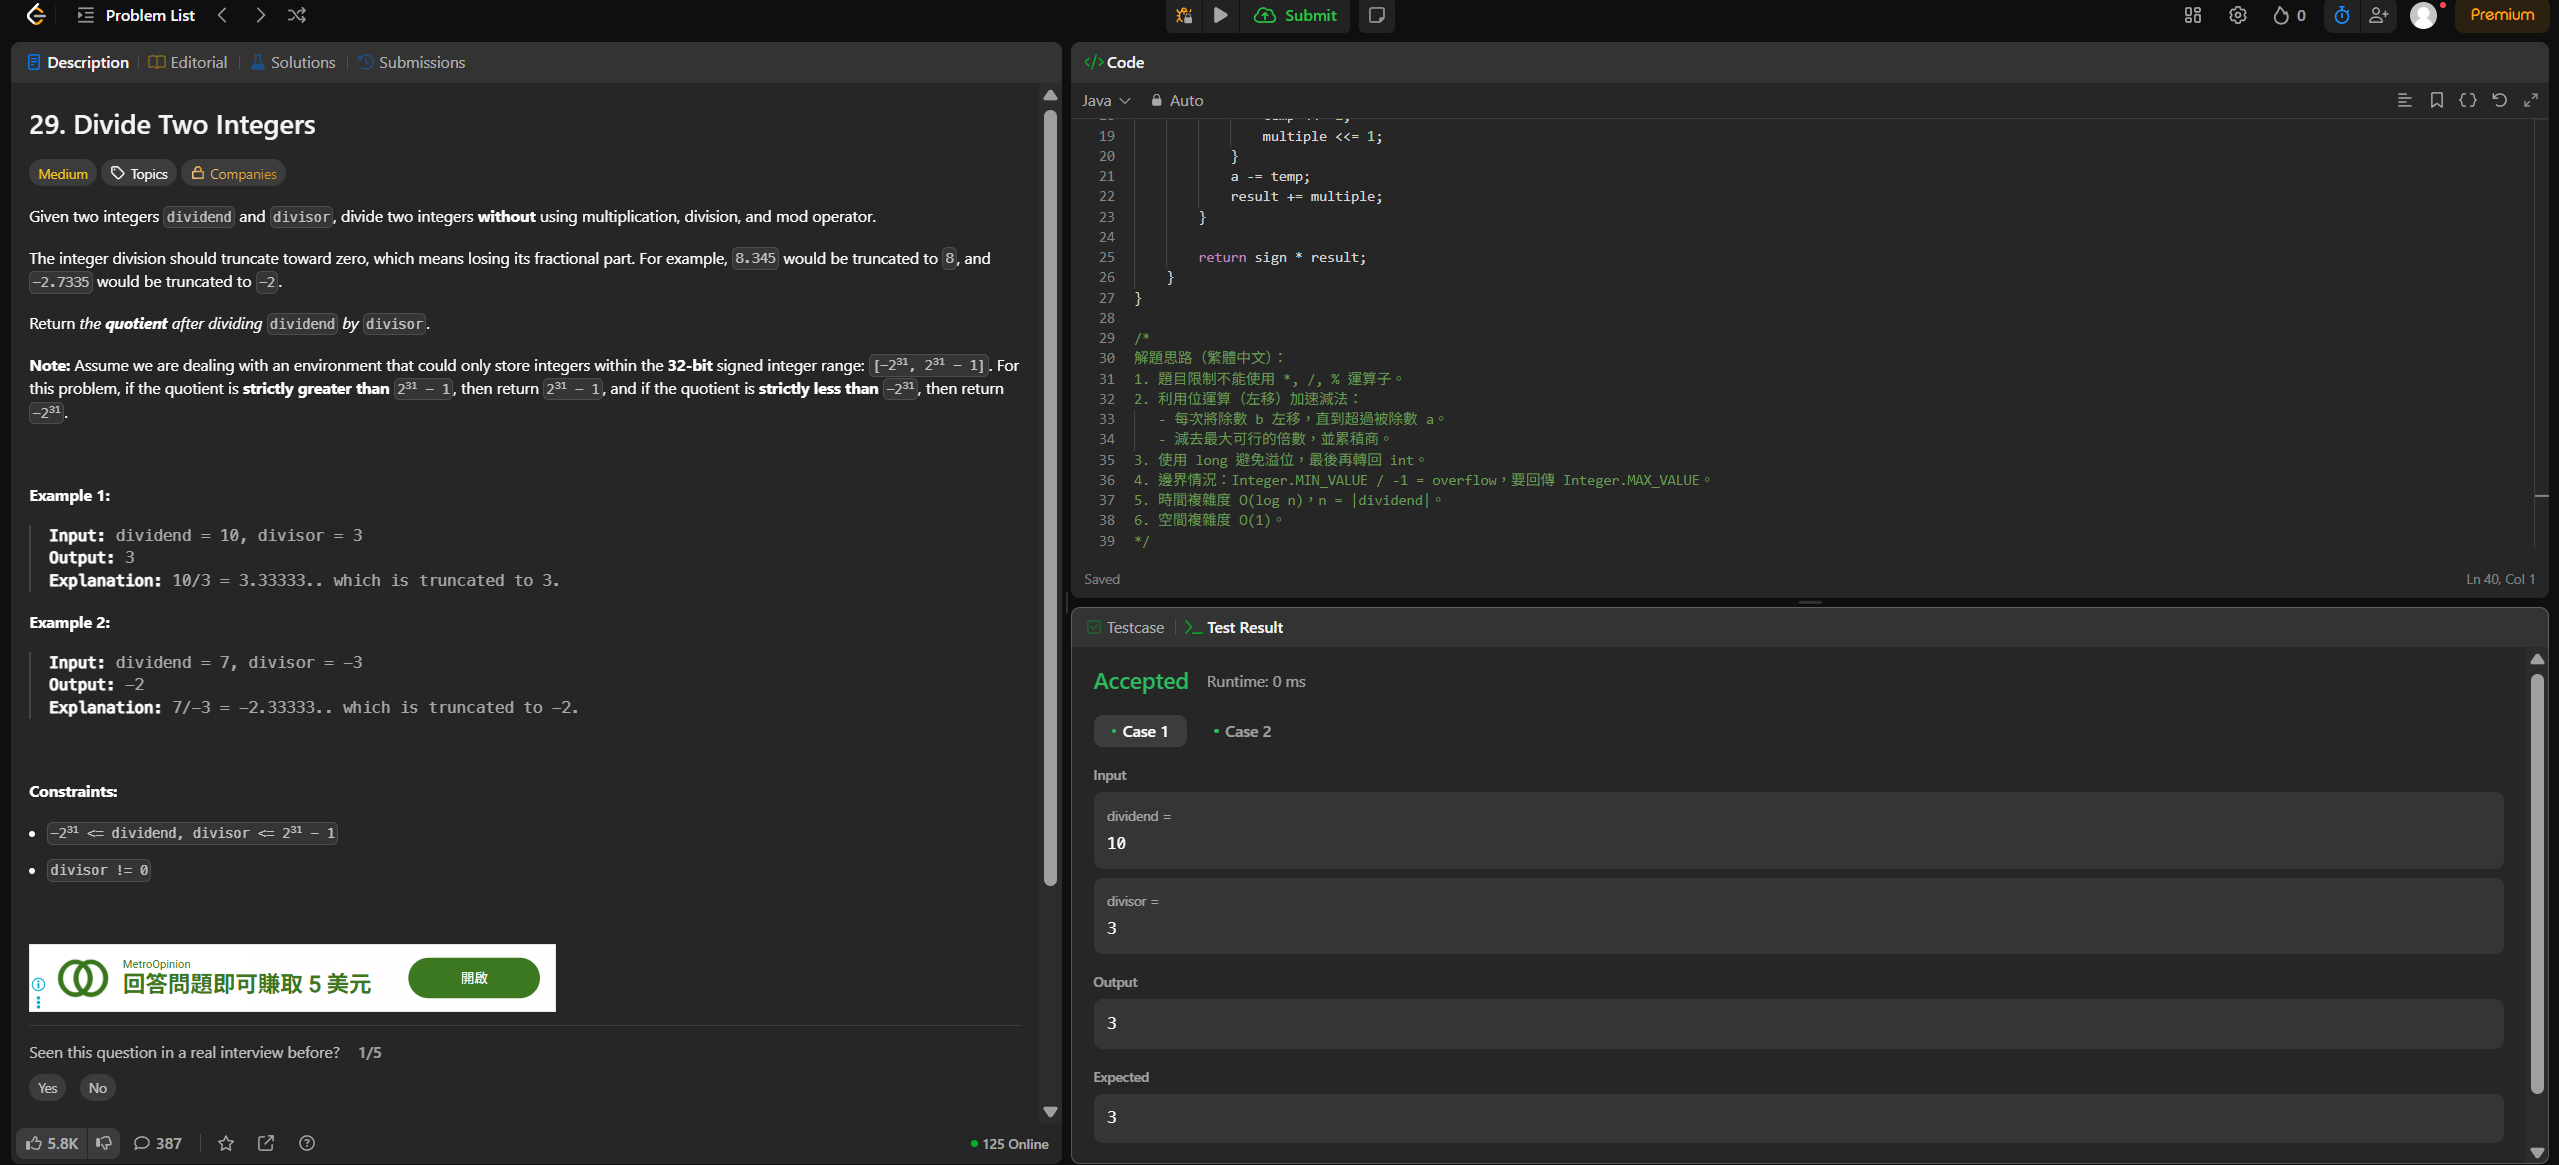 Problem List
Submit
0
Premium
Description
Editorial
Solutions
Submissions
29. Divide Two Integers
Medium
Topics
Companies
Given two integers dividend and divisor, divide two integers without using multiplication, division, and mod operator.
The integer division should truncate toward zero, which means losing its fractional part. For example, 8.345 would be truncated to 8, and
-2.7335 would be truncated to -2.
Return the quotient after dividing dividend by divisor.
Note: Assume we are dealing with an environment that could only store integers within the 32-bit signed integer range: [−2³¹, 2³¹ − 1]. For
this problem, if the quotient is strictly greater than 2³¹ − 1, then return 2³¹ − 1, and if the quotient is strictly less than −2³¹, then return
−2³¹.
Example 1:
Input: dividend = 10, divisor = 3
Output: 3
Explanation: 10/3 = 3.33333.. which is truncated to 3.
Example 2:
Input: dividend = 7, divisor = -3
Output: -2
Explanation: 7/-3 = -2.33333.. which is truncated to -2.
Constraints:
−2³¹ <= dividend, divisor <= 2³¹ − 1
divisor != 0
MetroOpinion
回答問題即可賺取 5 美元
開啟
Seen this question in a real interview before? 1/5
Yes
No
5.8K
387
125 Online
Code
Java
Auto
19 multiple <<= 1;
20 }
21 a -= temp;
22 result += multiple;
23 }
24
25 return sign * result;
26 }
27 }
28
29 /*
30 解題思路（繁體中文）：
31 1. 題目限制不能使用 *, /, % 運算子。
32 2. 利用位運算（左移）加速減法：
33 - 每次將除數 b 左移，直到超過被除數 a。
34 - 減去最大可行的倍數，並累積商。
35 3. 使用 long 避免溢位，最後再轉回 int。
36 4. 邊界情況：Integer.MIN_VALUE / -1 = overflow，要回傳 Integer.MAX_VALUE。
37 5. 時間複雜度 O(log n)，n = |dividend|。
38 6. 空間複雜度 O(1)。
39 */
Saved
Ln 40, Col 1
Testcase
Test Result
Accepted
Runtime: 0 ms
Case 1
Case 2
Input
dividend =
10
divisor =
3
Output
3
Expected
3